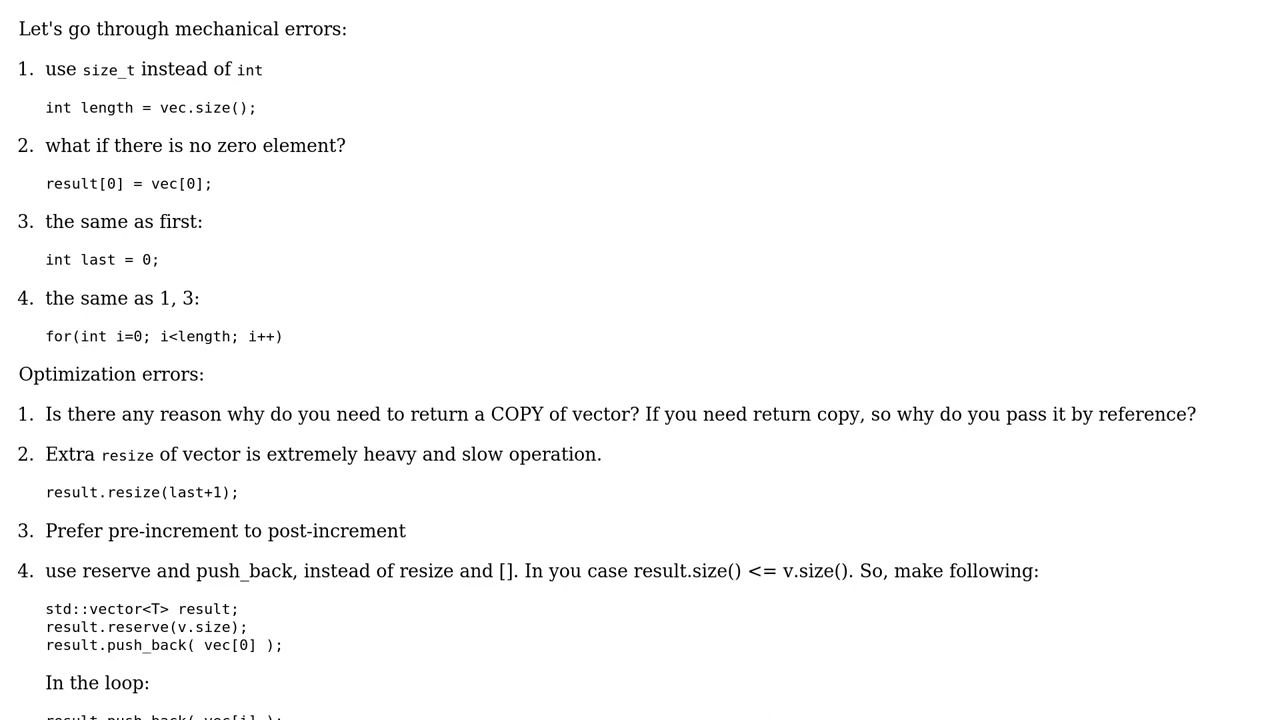 Let's go through mechanical errors:
1. use size_t instead of int
int length = vec.size();
2. what if there is no zero element?
result[0] = vec[0];
3. the same as first:
int last = 0;
4. the same as 1, 3:
for(int i=0; i<length; i++)
Optimization errors:
1. Is there any reason why do you need to return a COPY of vector? If you need return copy, so why do you pass it by reference?
2. Extra resize of vector is extremely heavy and slow operation.
result.resize(last+1);
3. Prefer pre-increment to post-increment
4. use reserve and push_back, instead of resize and []. In you case result.size() <= v.size(). So, make following:
std::vector<T> result;
result.reserve(v.size);
result.push_back( vec[0] );
In the loop:
result.push_back( vec[i] );